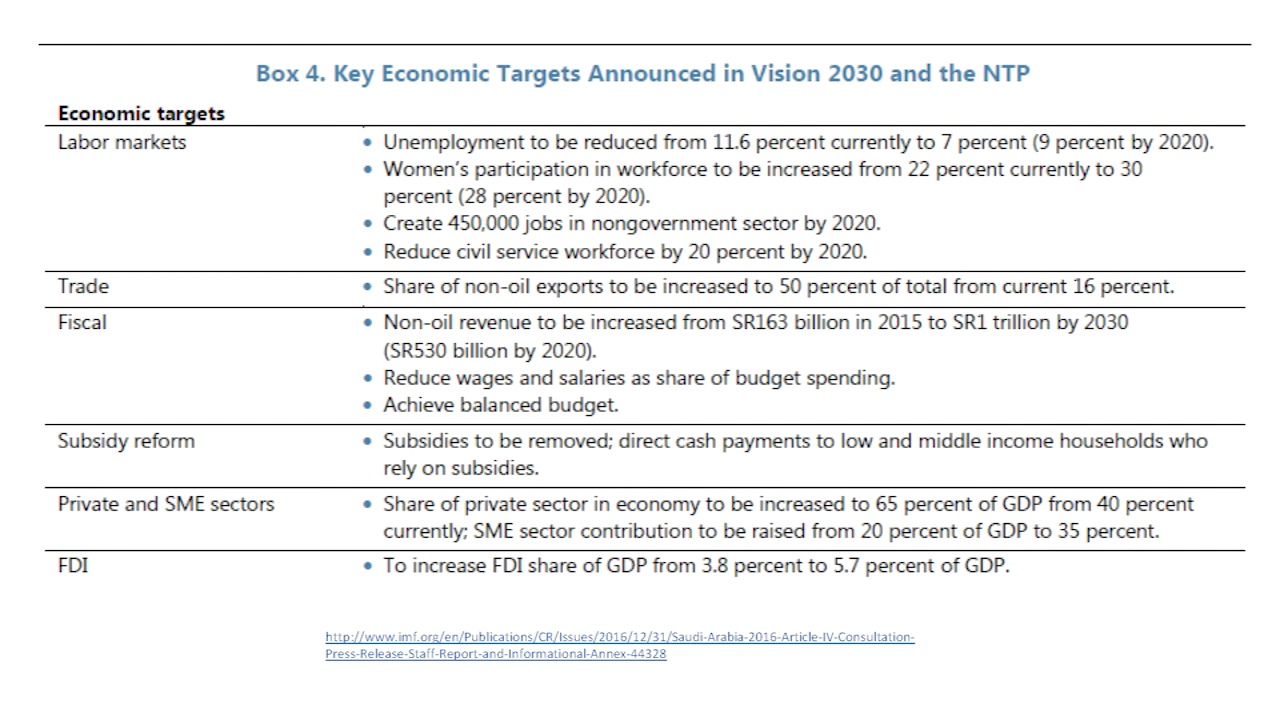 Box 4. Key Economic Targets Announced in Vision 2030 and the NTP
Economic targets
Labor markets
• Unemployment to be reduced from 11.6 percent currently to 7 percent (9 percent by 2020).
• Women's participation in workforce to be increased from 22 percent currently to 30
percent (28 percent by 2020).
• Create 450,000 jobs in nongovernment sector by 2020.
• Reduce civil service workforce by 20 percent by 2020.
Trade
• Share of non-oil exports to be increased to 50 percent of total from current 16 percent.
Fiscal
• Non-oil revenue to be increased from SR163 billion in 2015 to SR1 trillion by 2030
(SR530 billion by 2020).
• Reduce wages and salaries as share of budget spending.
• Achieve balanced budget.
Subsidy reform
• Subsidies to be removed; direct cash payments to low and middle income households who
rely on subsidies.
Private and SME sectors
• Share of private sector in economy to be increased to 65 percent of GDP from 40 percent
currently; SME sector contribution to be raised from 20 percent of GDP to 35 percent.
FDI
• To increase FDI share of GDP from 3.8 percent to 5.7 percent of GDP.
http://www.imf.org/en/Publications/CR/Issues/2016/12/31/Saudi-Arabia-2016-Article-IV-Consultation-
Press-Release-Staff-Report-and-Informational-Annex-44328